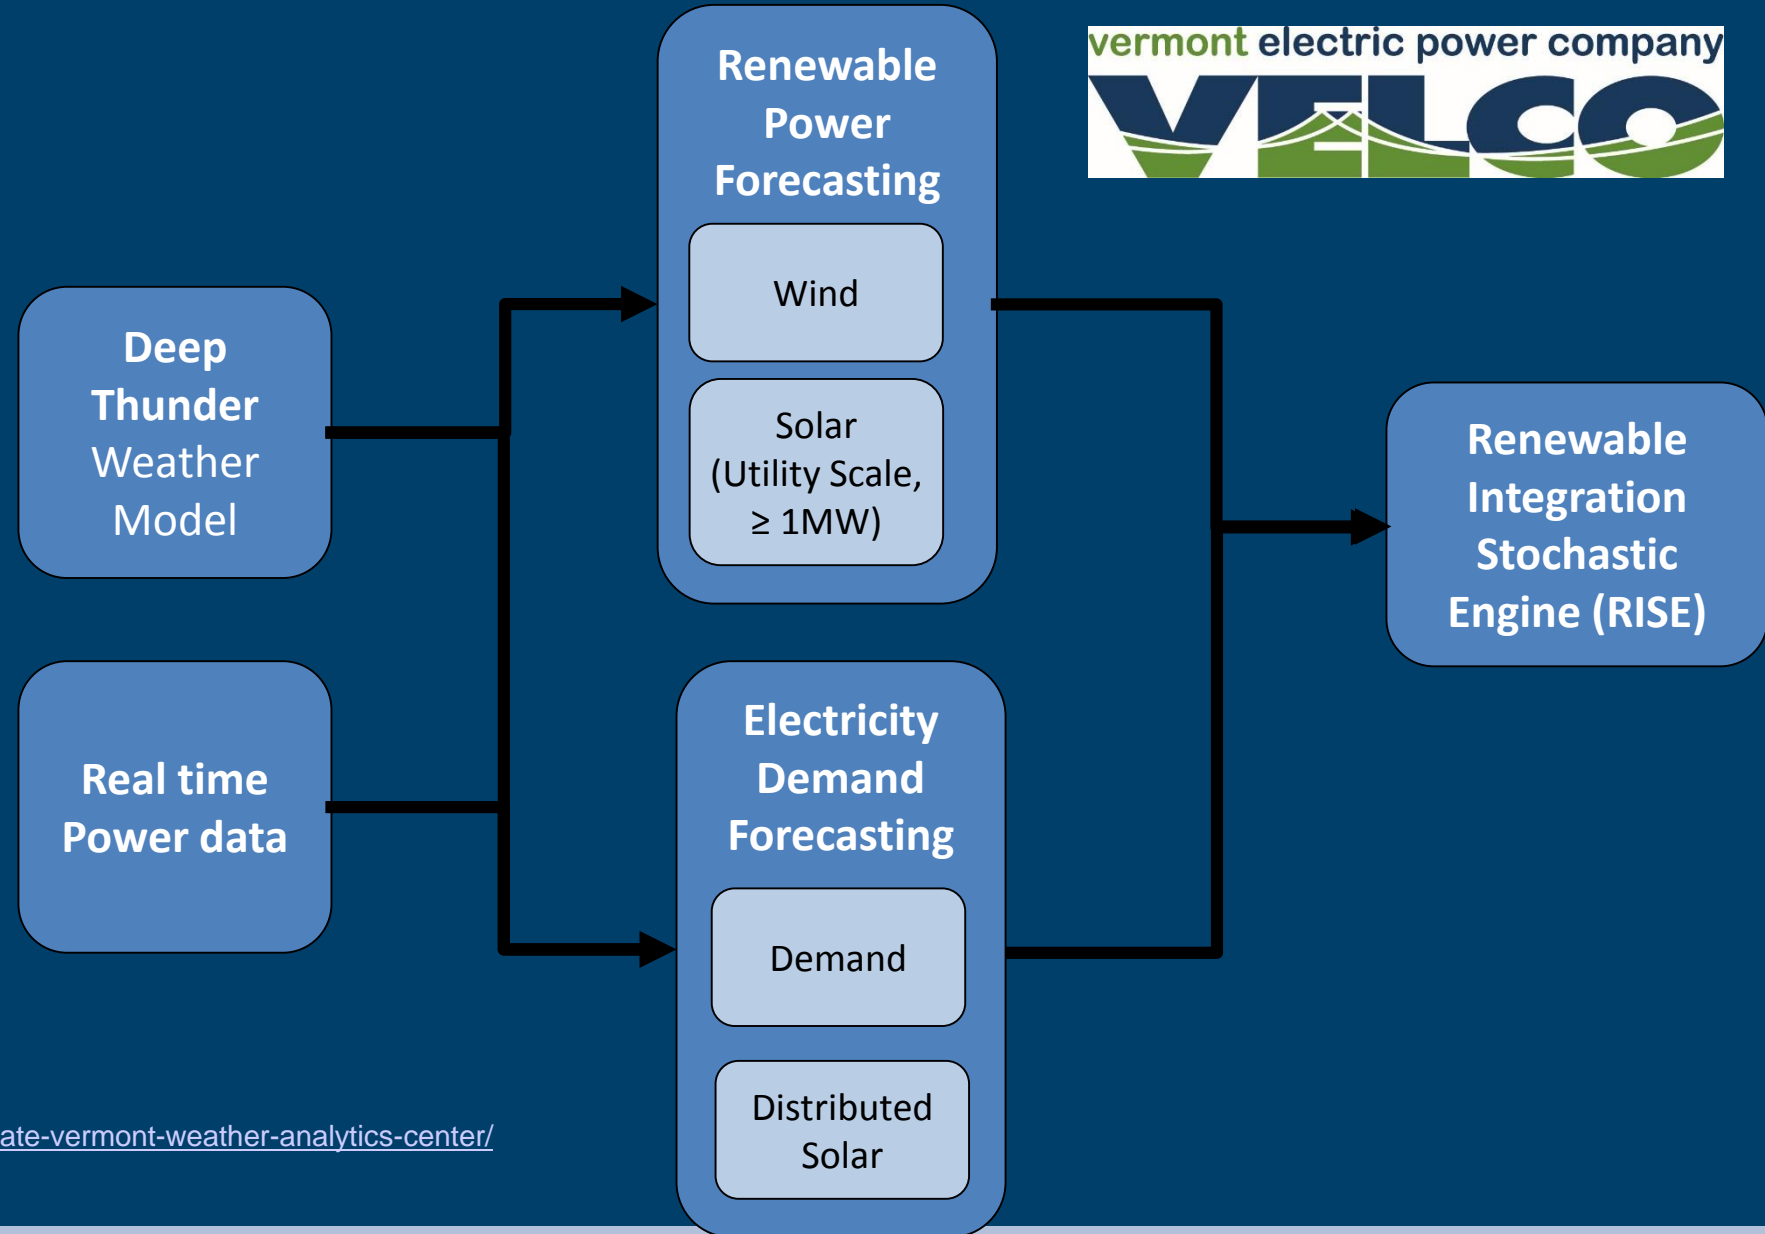 vermont electric power company
VELCO
Renewable
Power
Forecasting
Wind
Solar
(Utility Scale,
≥ 1MW)
Deep
Thunder
Weather
Model
Real time
Power data
Electricity
Demand
Forecasting
Demand
Distributed
Solar
Renewable
Integration
Stochastic
Engine (RISE)
ate-vermont-weather-analytics-center/